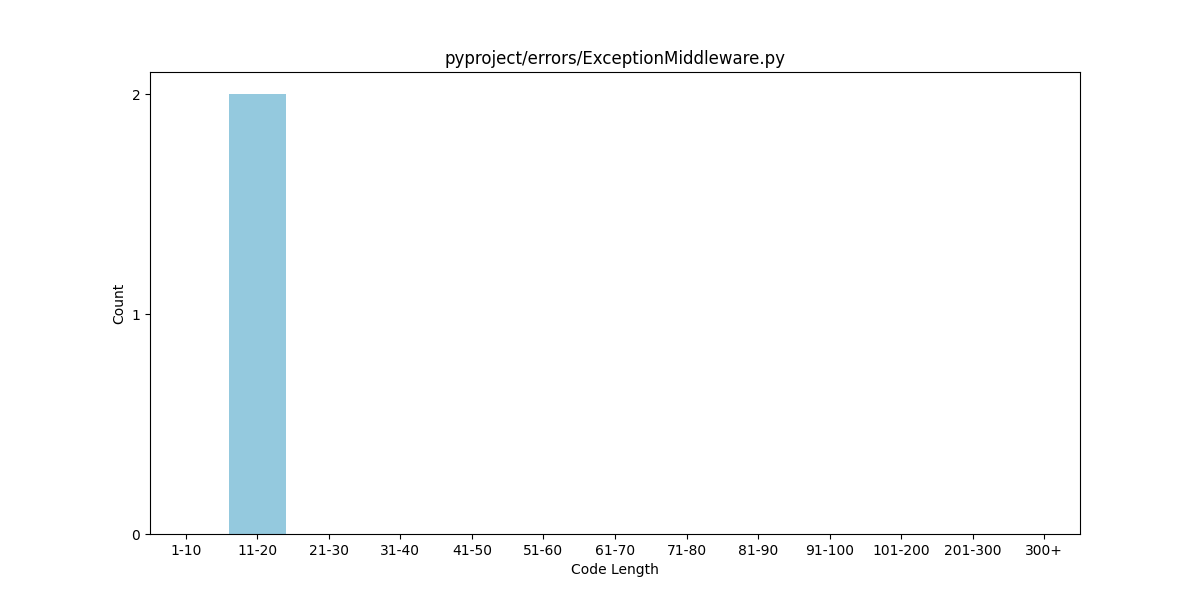 pyproject/errors/ExceptionMiddleware.py
2
1
0
Count
1-10 11-20 21-30 31-40 41-50 51-60 61-70 71-80 81-90 91-100 101-200 201-300 300+
Code Length